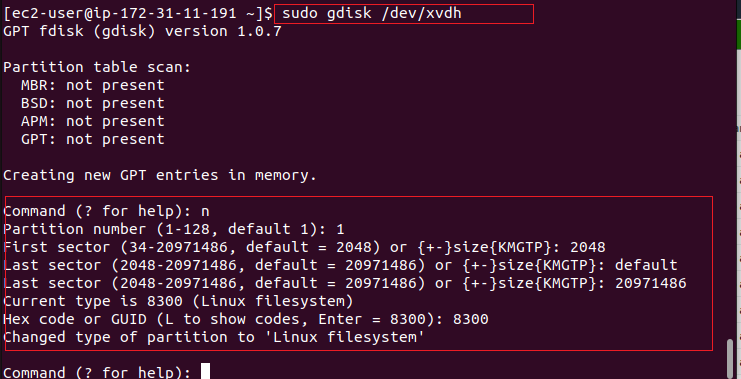 [ec2-user@ip-172-31-11-191 ~]$ sudo gdisk /dev/xvdh
GPT fdisk (gdisk) version 1.0.7
Partition table scan:
  MBR: not present
  BSD: not present
  APM: not present
  GPT: not present
Creating new GPT entries in memory.
Command (? for help): n
Partition number (1-128, default 1): 1
First sector (34-20971486, default = 2048) or {+-}size{KMGTP}: 2048
Last sector (2048-20971486, default = 20971486) or {+-}size{KMGTP}: default
Last sector (2048-20971486, default = 20971486) or {+-}size{KMGTP}: 20971486
Current type is 8300 (Linux filesystem)
Hex code or GUID (L to show codes, Enter = 8300): 8300
Changed type of partition to 'Linux filesystem'
Command (? for help):